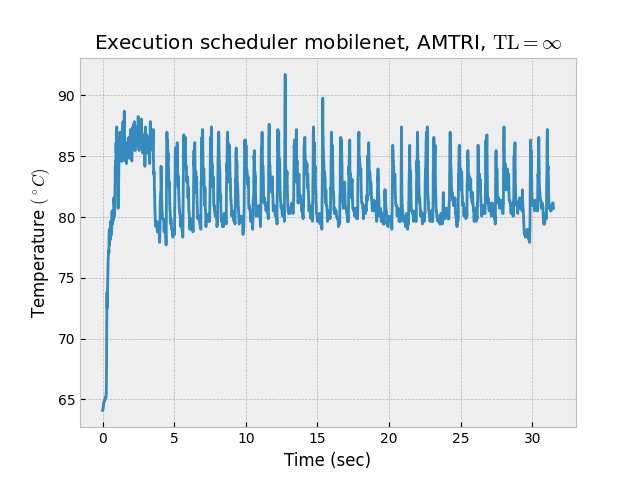 Execution scheduler mobilenet, AMTRI, TL = ∞
Temperature (°C)
90
85
80
75
70
65
0 5 10 15 20 25 30
Time (sec)